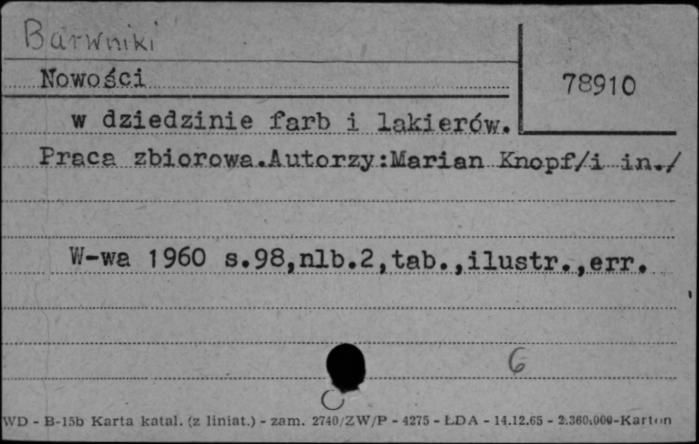 Barwniki
Nowości
78910
w dziedzinie farb i lakierów.
Praca zbiorowa.Autorzy:Marian Knopf/i in./
W-wa 1960 s.98,nlb.2,tab.,ilustr.,err.
6
WD - B-15b Karta katal. (z liniat.) - zam. 2740/ZW/P - 4275 - ŁDA - 14.12.65 - 2.360.000-Karton